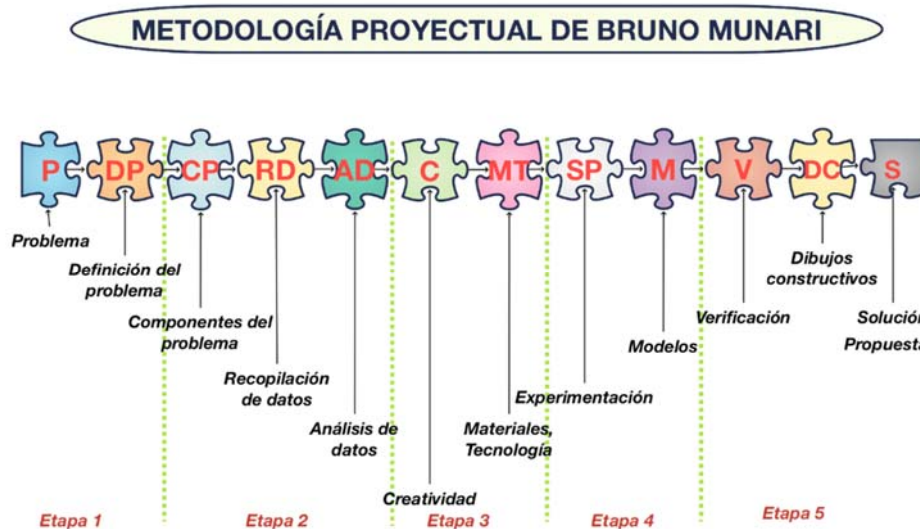 METODOLOGÍA PROYECTUAL DE BRUNO MUNARI
P
DP
CP
RD
AD
C
MT
SP
M
V
DC
S
Problema
Definición del
problema
Componentes del
problema
Recopilación
de datos
Análisis de
datos
Creatividad
Materiales,
Tecnología
Experimentación
Modelos
Verificación
Dibujos
constructivos
Solución
Propuesta
Etapa 1
Etapa 2
Etapa 3
Etapa 4
Etapa 5